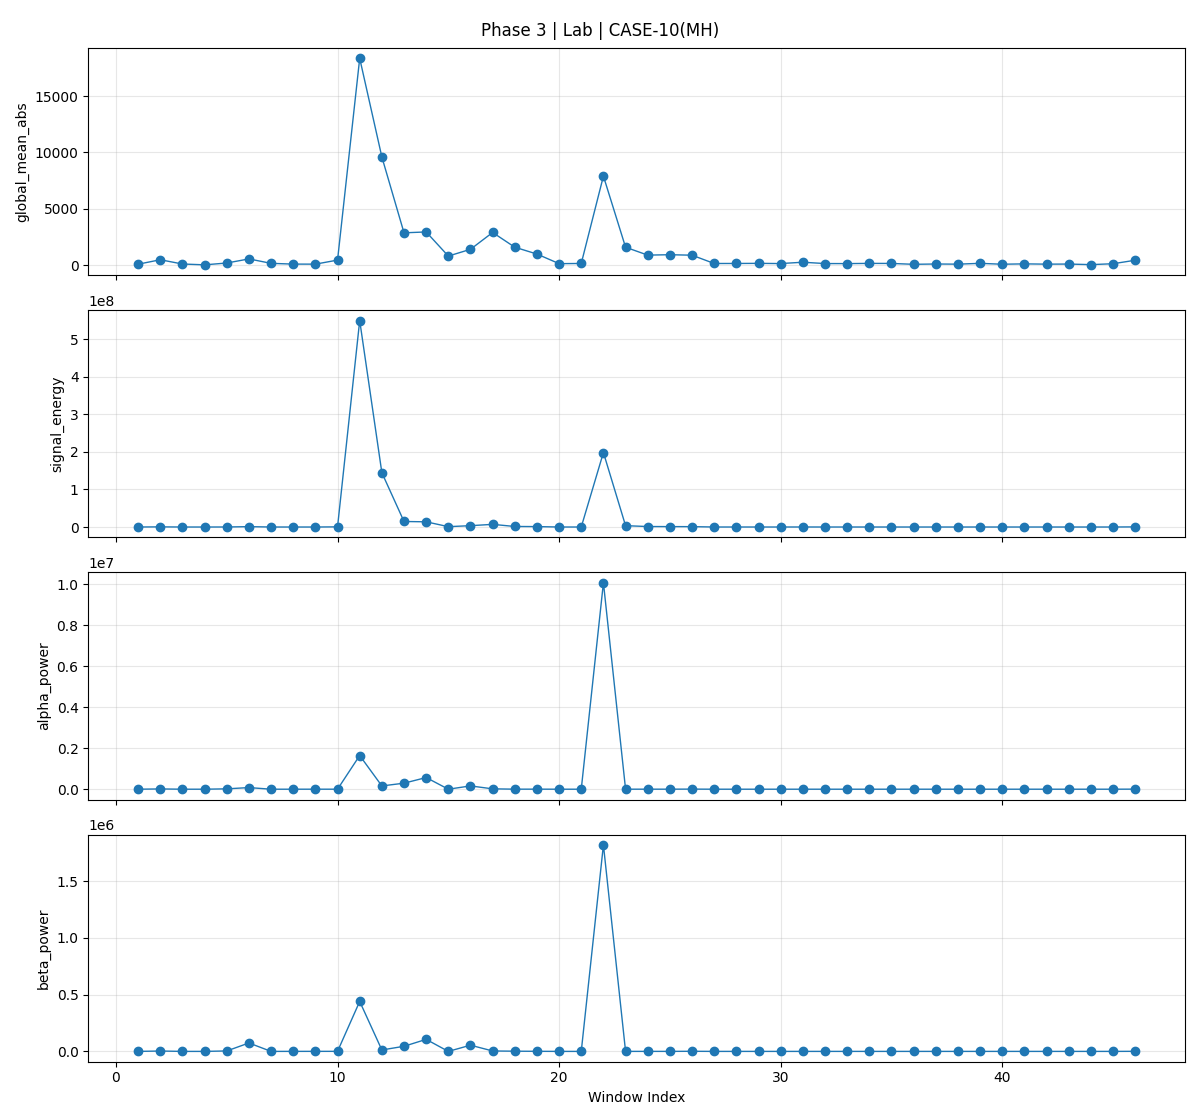 Phase 3 | Lab | CASE-10(MH)
global_mean_abs
15000
10000
5000
0
1e8
signal_energy
5
4
3
2
1
0
1e7
alpha_power
1.0
0.8
0.6
0.4
0.2
0.0
1e6
beta_power
1.5
1.0
0.5
0.0
0 10 20 30 40
Window Index